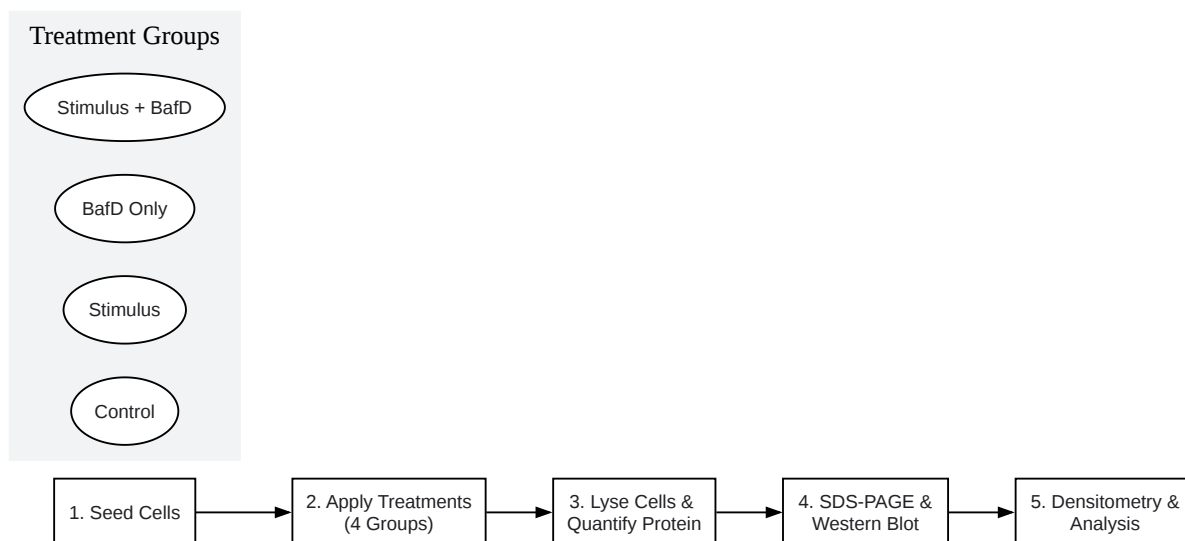 Treatment Groups
Stimulus + BafD
BafD Only
Stimulus
Control
1. Seed Cells
2. Apply Treatments
(4 Groups)
3. Lyse Cells &
Quantify Protein
4. SDS-PAGE &
Western Blot
5. Densitometry &
Analysis